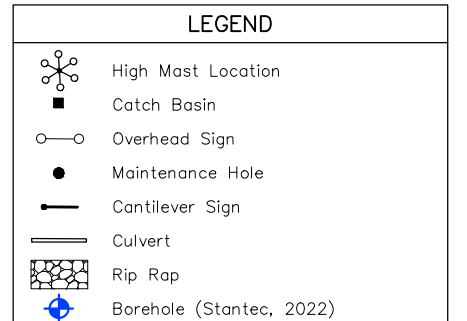 LEGEND
High Mast Location
Catch Basin
Overhead Sign
Maintenance Hole
Cantilever Sign
Culvert
Rip Rap
Borehole (Stantec, 2022)